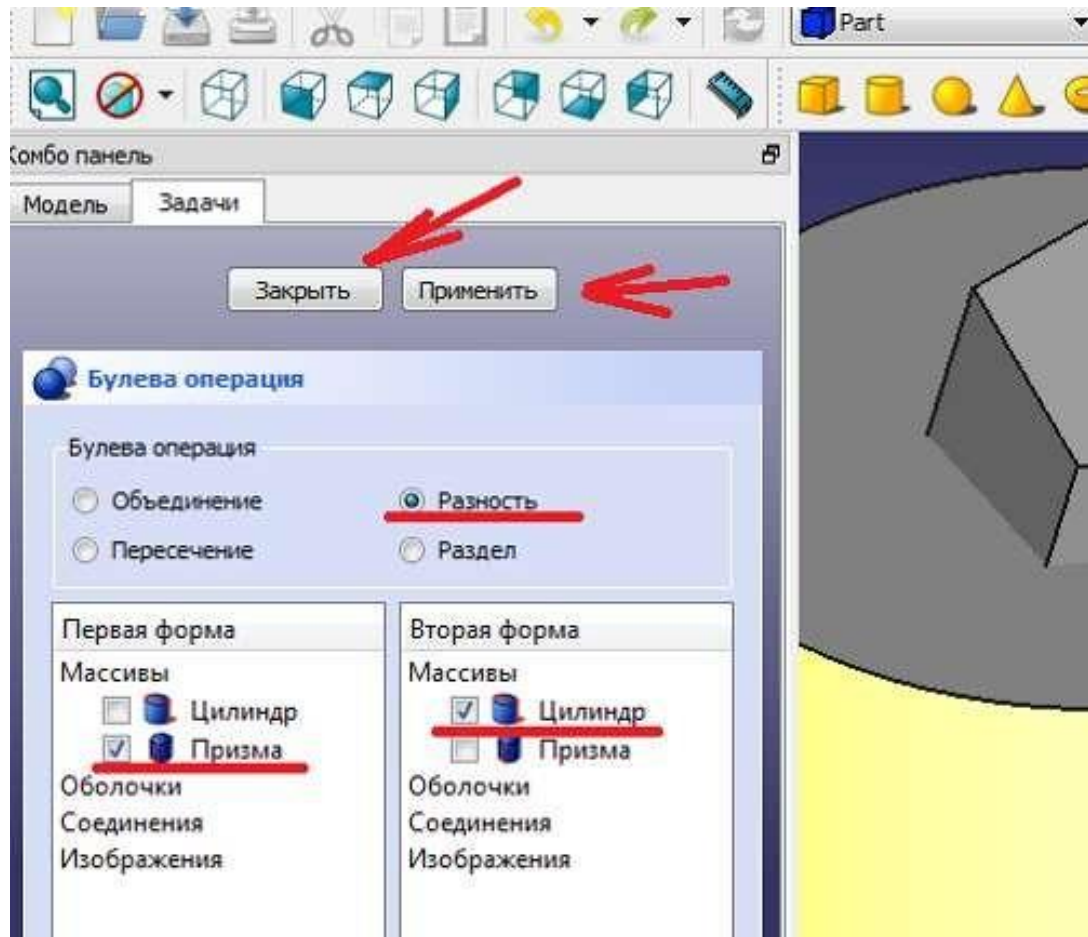 Part
Комбо панель
Модель Задачи
Закрыть Применить
Булева операция
Булева операция
Объединение Разность
Пересечение Раздел
Первая форма Вторая форма
Массивы Массивы
Цилиндр Цилиндр
Призма Призма
Оболочки Оболочки
Соединения Соединения
Изображения Изображения